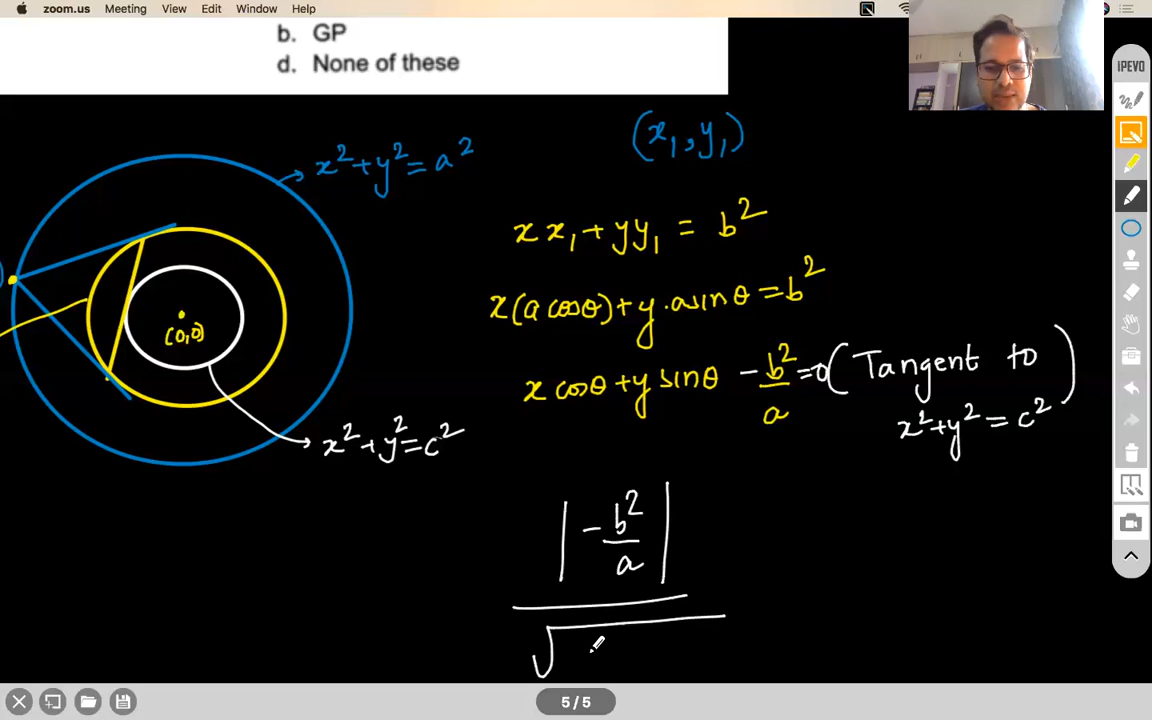 zoom.us Meeting View Edit Window Help
b. GP
d. None of these
IPEVO
x² + y² = a²
(x₁, y₁)
x x₁ + y y₁ = b²
x(a cosθ) + y · a sinθ = b²
x cosθ + y sinθ - b²/a = 0 (Tangent to
x² + y² = c²)
(0,0)
x² + y² = c²
|-b²/a|
√
5 / 5